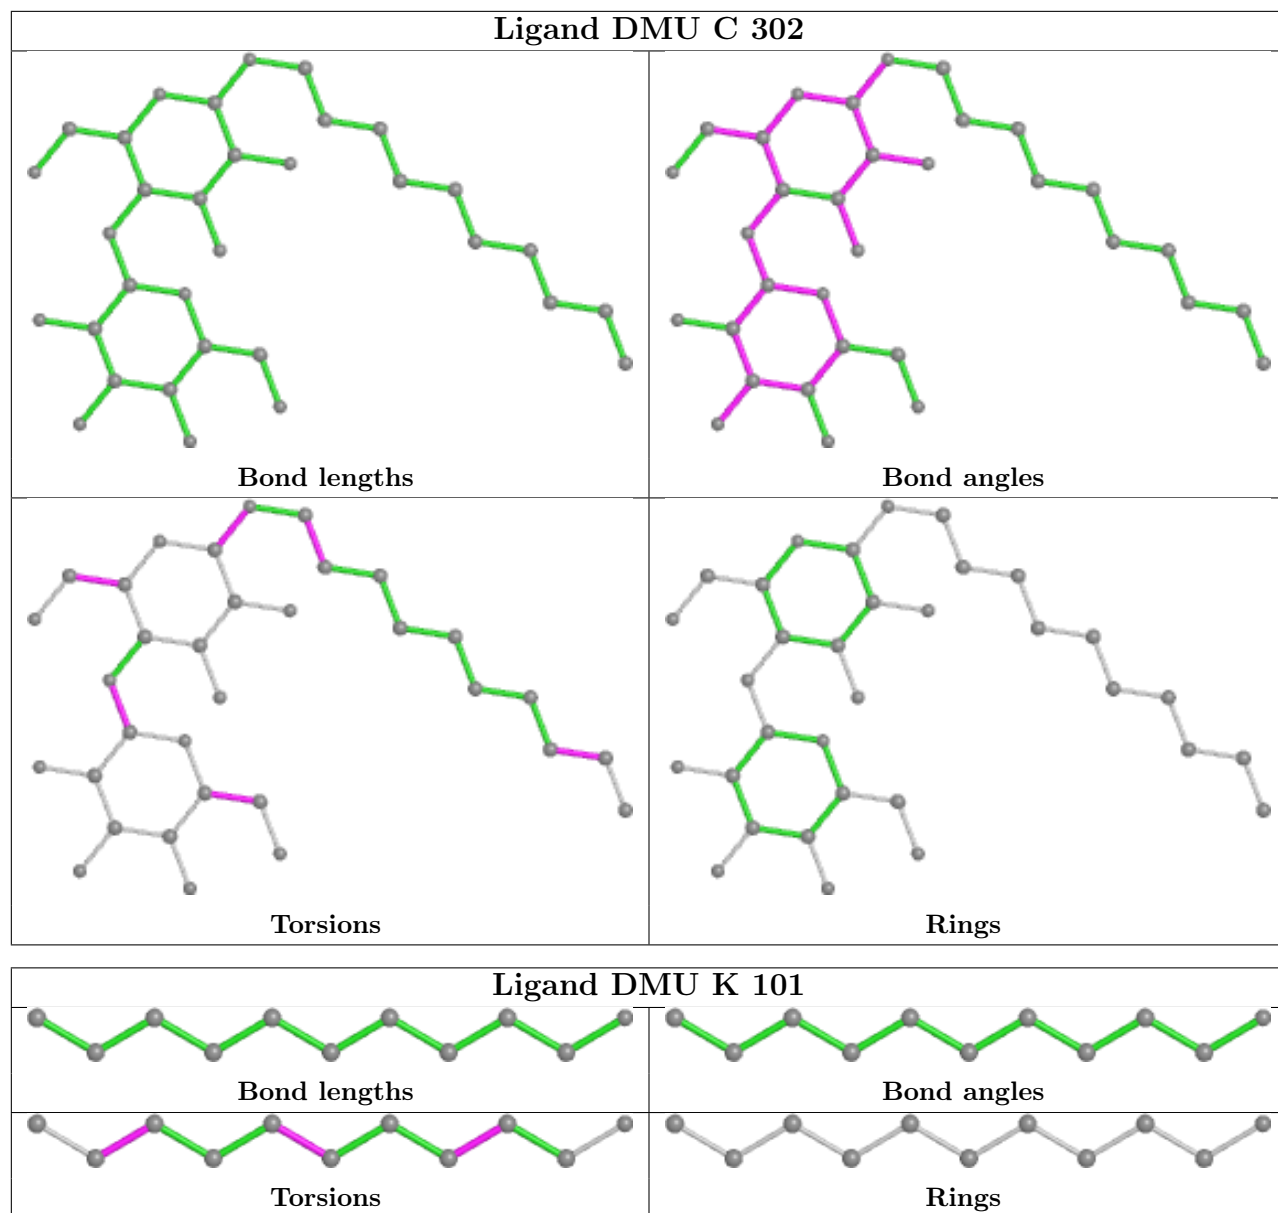 Ligand DMU C 302
Bond lengths
Bond angles
Torsions
Rings
Ligand DMU K 101
Bond lengths
Bond angles
Torsions
Rings